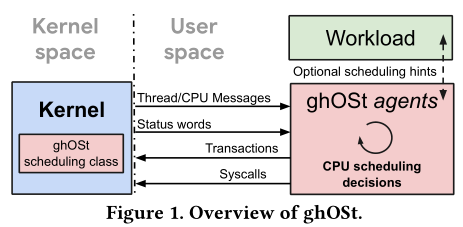 Kernel
space
User
space
Workload
Optional scheduling hints
Kernel
ghOSt
scheduling class
Thread/CPU Messages
Status words
Transactions
Syscalls
ghOSt agents
CPU scheduling
decisions
Figure 1. Overview of ghOSt.